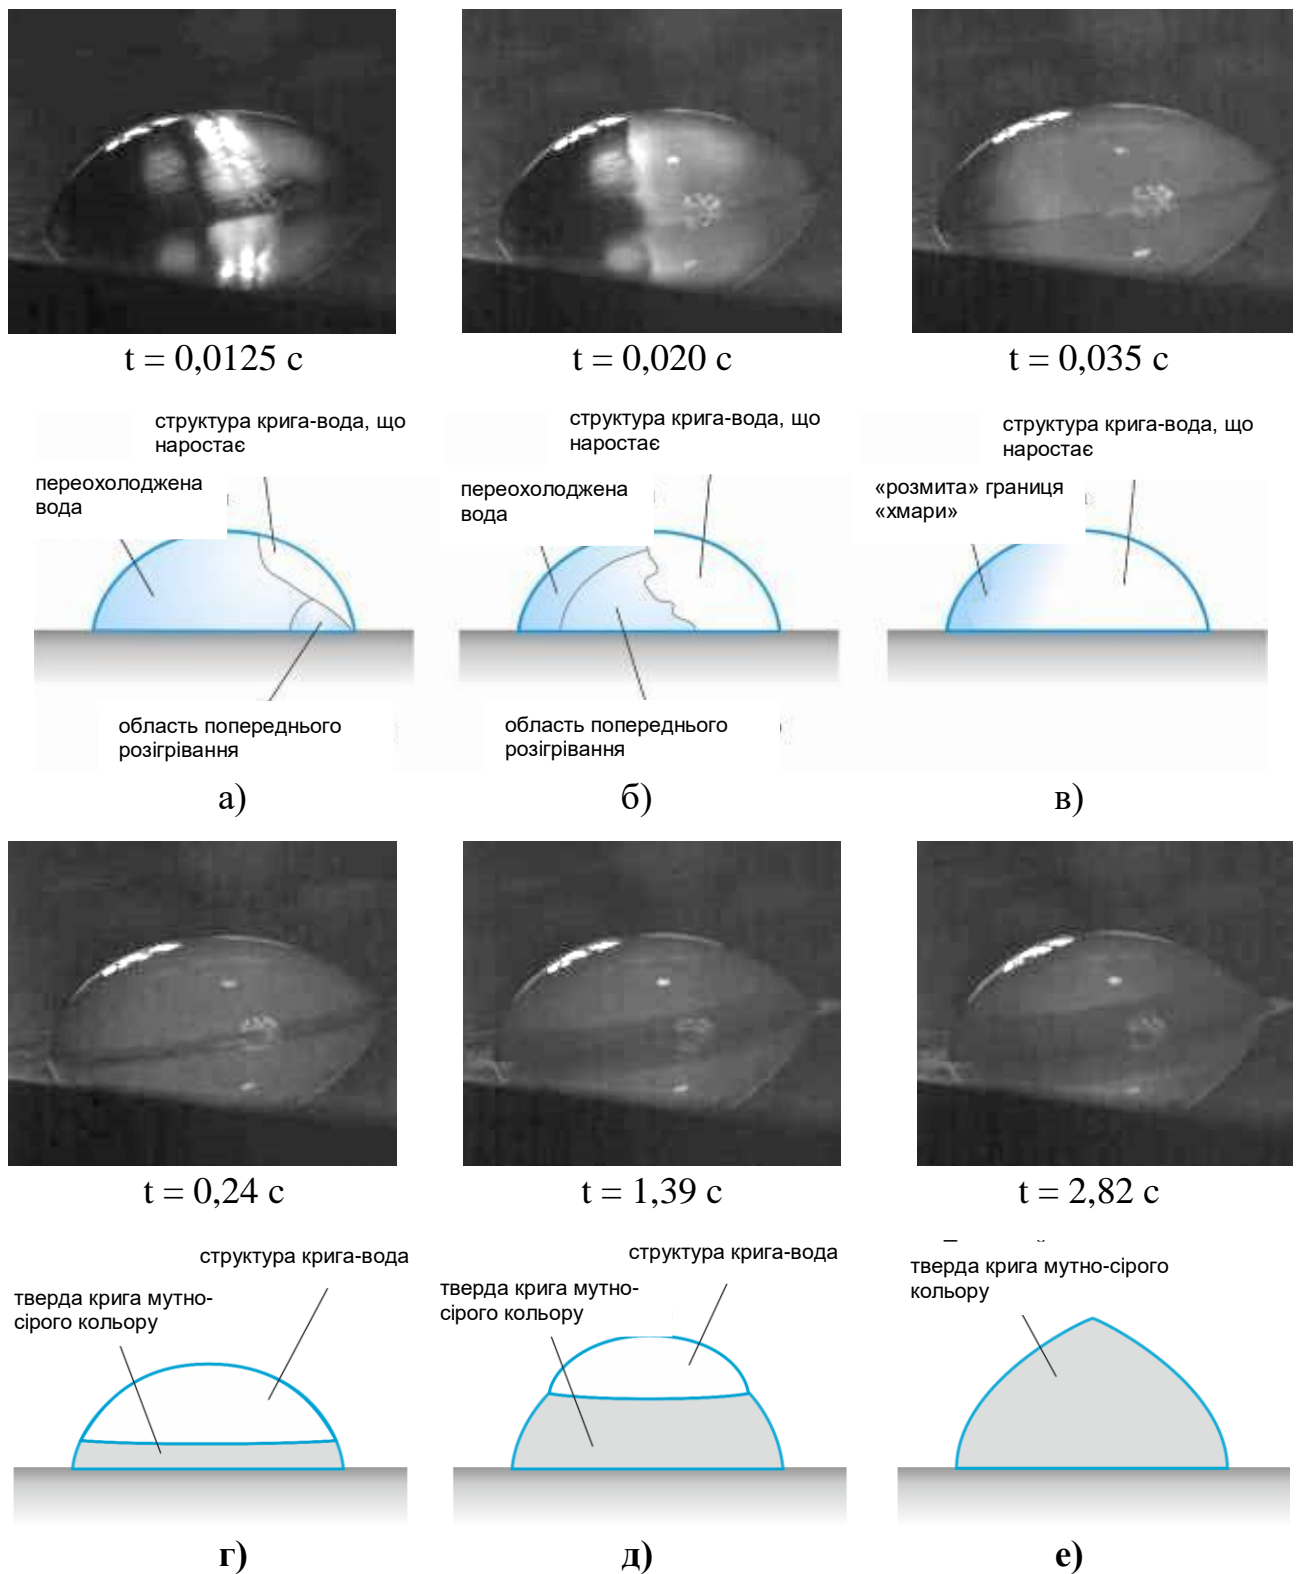 t = 0,0125 с
t = 0,020 с
t = 0,035 с
структура крига-вода, що
наростає
переохолоджена
вода
область попереднього
розігрівання
структура крига-вода, що
наростає
переохолоджена
вода
область попереднього
розігрівання
структура крига-вода, що
наростає
«розмита» границя
«хмари»
а)
б)
в)
t = 0,24 с
t = 1,39 с
t = 2,82 с
структура крига-вода
тверда крига мутно-
сірого кольору
структура крига-вода
тверда крига мутно-
сірого кольору
тверда крига мутно-сірого
кольору
г)
д)
е)